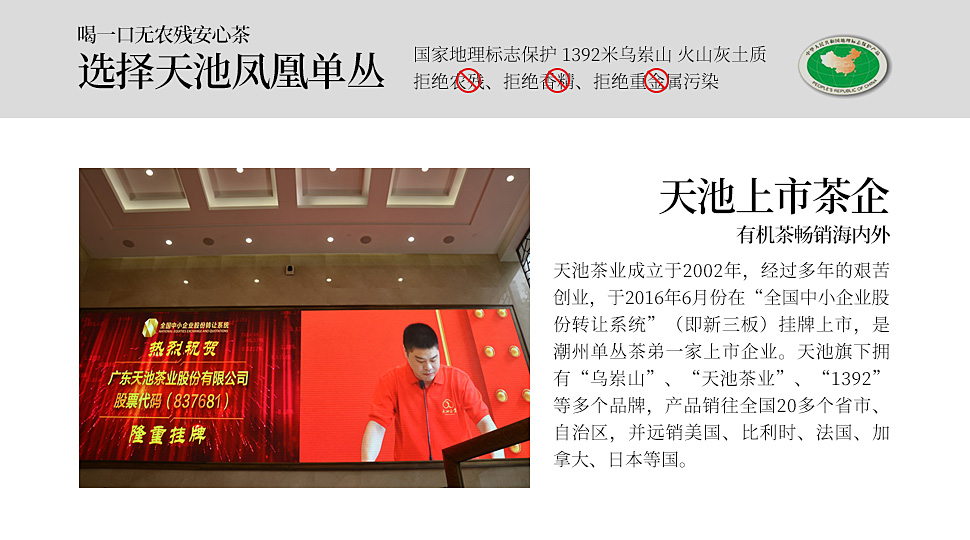 喝一口无农残安心茶
选择天池凤凰单丛
国家地理标志保护 1392米乌岽山 火山灰土质
拒绝农残、拒绝香精、拒绝重金属污染
中华人民共和国地理标志保护产品
PEOPLE'S REPUBLIC OF CHINA
全国中小企业股份转让系统
NATIONAL EQUITIES EXCHANGE AND QUOTATIONS
热烈祝贺
广东天池茶业股份有限公司
股票代码（837681）
隆重挂牌
天池上市茶企
有机茶畅销海内外
天池茶业成立于2002年，经过多年的艰苦
创业，于2016年6月份在“全国中小企业股
份转让系统”（即新三板）挂牌上市，是
潮州单丛茶弟一家上市企业。天池旗下拥
有“乌岽山”、“天池茶业”、“1392”
等多个品牌，产品销往全国20多个省市、
自治区，并远销美国、比利时、法国、加
拿大、日本等国。